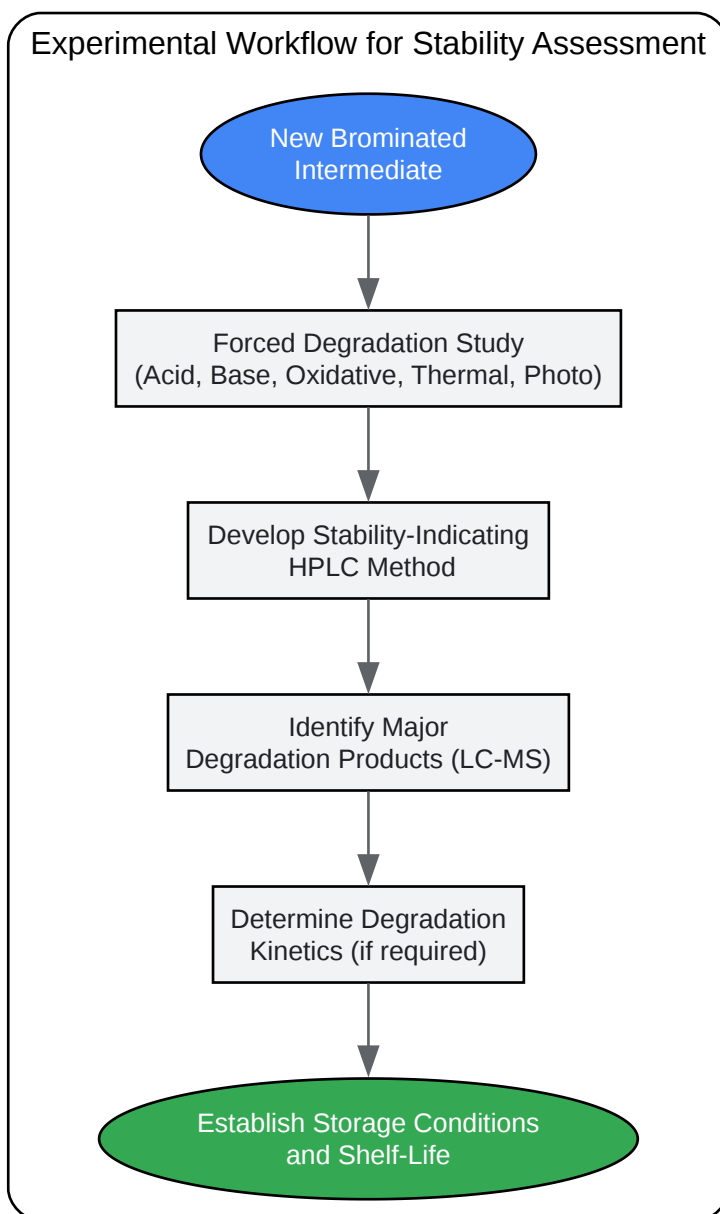 Experimental Workflow for Stability Assessment
New Brominated
Intermediate
Forced Degradation Study
(Acid, Base, Oxidative, Thermal, Photo)
Develop Stability-Indicating
HPLC Method
Identify Major
Degradation Products (LC-MS)
Determine Degradation
Kinetics (if required)
Establish Storage Conditions
and Shelf-Life